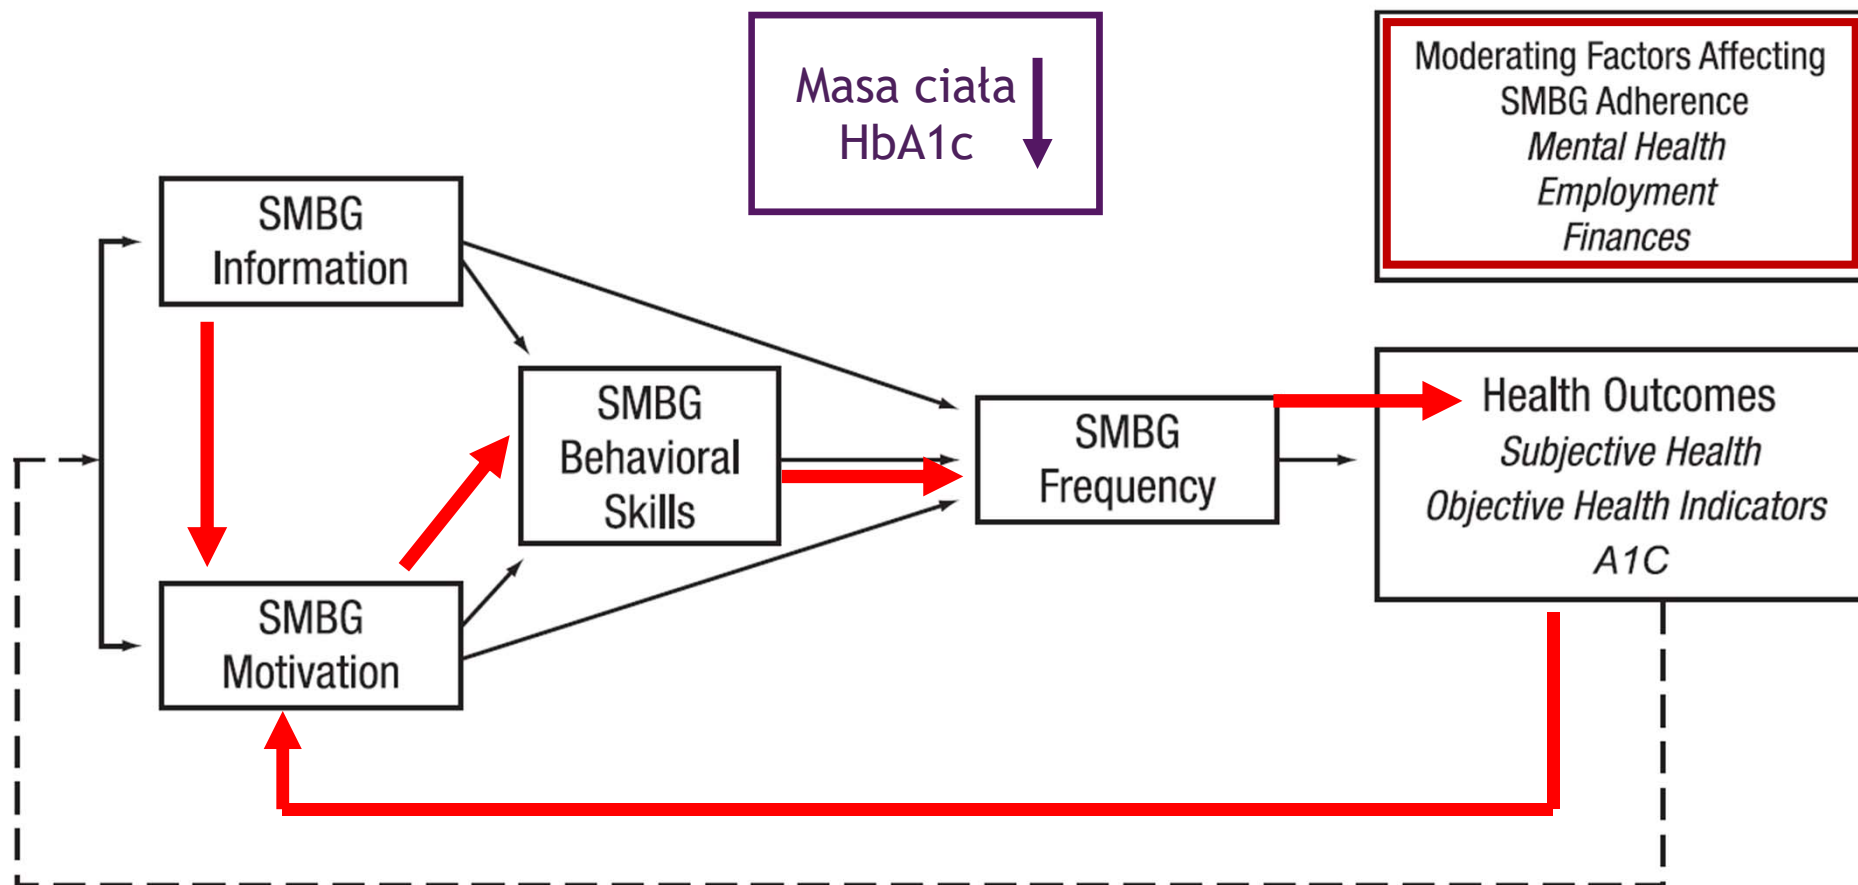 Masa ciała
HbA1c
Moderating Factors Affecting
SMBG Adherence
Mental Health
Employment
Finances
SMBG
Information
SMBG
Behavioral
Skills
SMBG
Frequency
Health Outcomes
Subjective Health
Objective Health Indicators
A1C
SMBG
Motivation